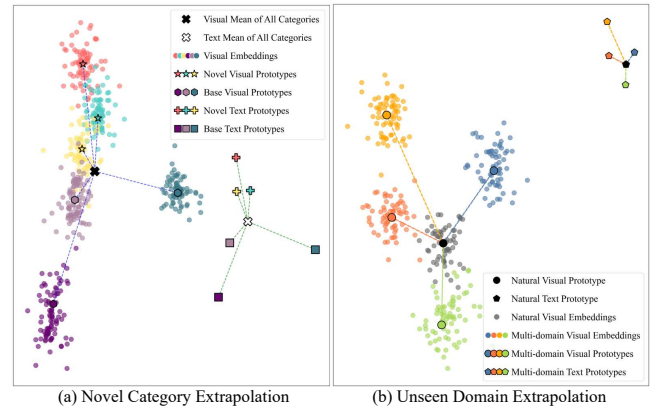 Visual Mean of All Categories
Text Mean of All Categories
Visual Embeddings
Novel Visual Prototypes
Base Visual Prototypes
Novel Text Prototypes
Base Text Prototypes
(a) Novel Category Extrapolation
Natural Visual Prototype
Natural Text Prototype
Natural Visual Embeddings
Multi-domain Visual Embeddings
Multi-domain Visual Prototypes
Multi-domain Text Prototypes
(b) Unseen Domain Extrapolation